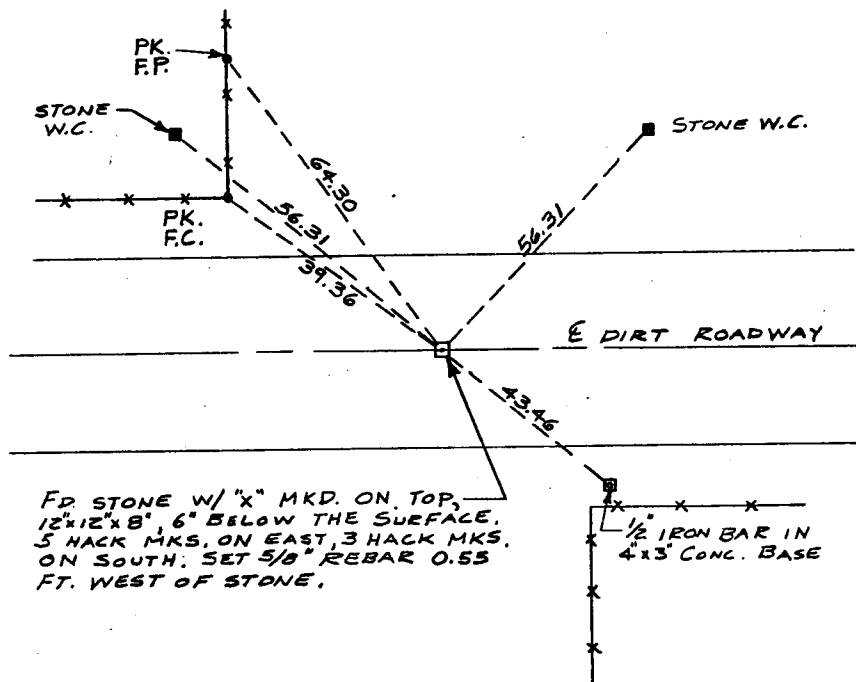 PK.
F.P.
STONE
W.C.
STONE W.C.
64.30
56.31
56.31
PK.
F.C.
39.36
℄ DIRT ROADWAY
43.46
FD. STONE W/ "X" MKD. ON TOP,
12"x12"x8", 6" BELOW THE SURFACE.
5 HACK MKS. ON EAST, 3 HACK MKS.
ON SOUTH. SET 5/8" REBAR 0.55
FT. WEST OF STONE.
1/2" IRON BAR IN
4"x3" CONC. BASE